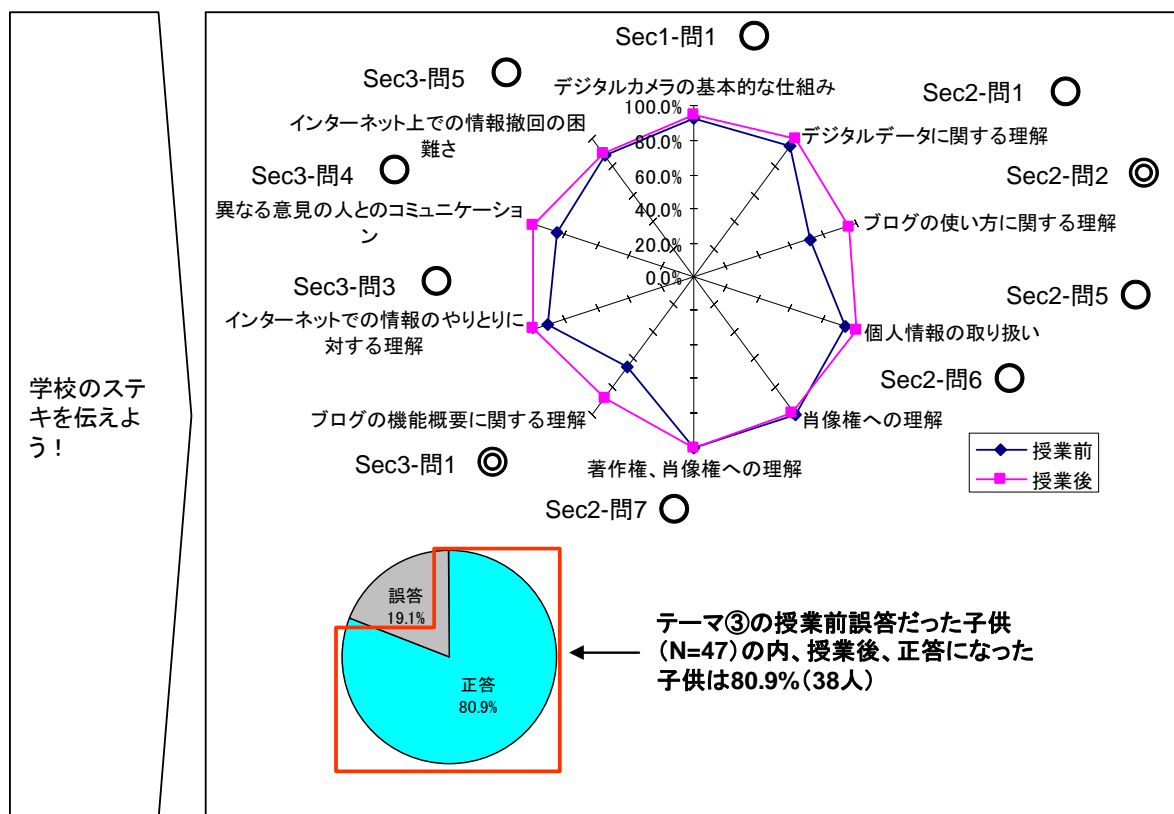 学校のステ
キを伝えよ
う！
Sec1-問1
デジタルカメラの基本的な仕組み
Sec2-問1
デジタルデータに関する理解
Sec2-問2
ブログの使い方に関する理解
Sec2-問5
個人情報の取り扱い
Sec2-問6
肖像権への理解
Sec2-問7
著作権、肖像権への理解
Sec3-問1
ブログの機能概要に関する理解
Sec3-問3
インターネットでの情報のやりとりに
対する理解
Sec3-問4
異なる意見の人とのコミュニケーショ
ン
Sec3-問5
インターネット上での情報撤回の困
難さ
100.0%
80.0%
60.0%
40.0%
20.0%
0.0%
授業前
授業後
誤答
19.1%
正答
80.9%
テーマ③の授業前誤答だった子供
（N=47）の内、授業後、正答になった
子供は80.9%（38人）